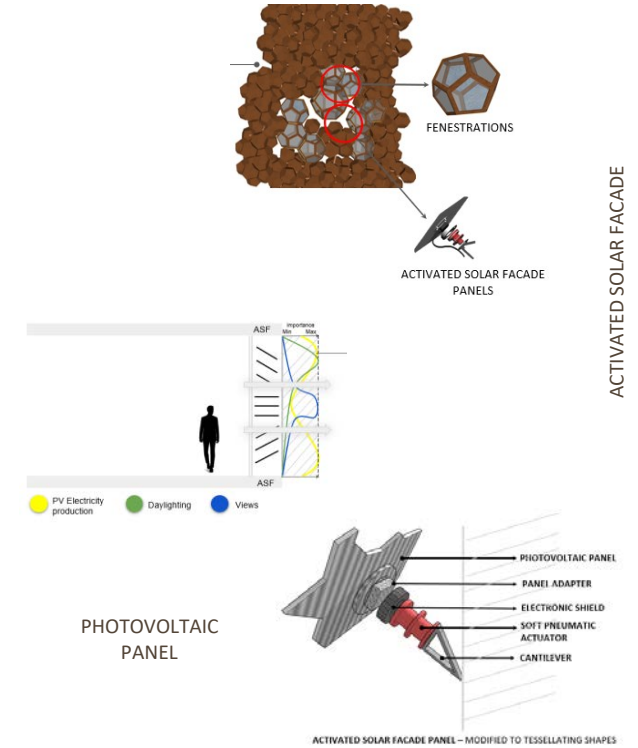 FENESTRATIONS
ACTIVATED SOLAR FACADE
PANELS
ACTIVATED SOLAR FACADE
ASF
Importance
Min Max
ASF
PV Electricity
production
Daylighting
Views
PHOTOVOLTAIC
PANEL
PHOTOVOLTAIC PANEL
PANEL ADAPTER
ELECTRONIC SHIELD
SOFT PNEUMATIC
ACTUATOR
CANTILEVER
ACTIVATED SOLAR FACADE PANEL – MODIFIED TO TESSELLATING SHAPES